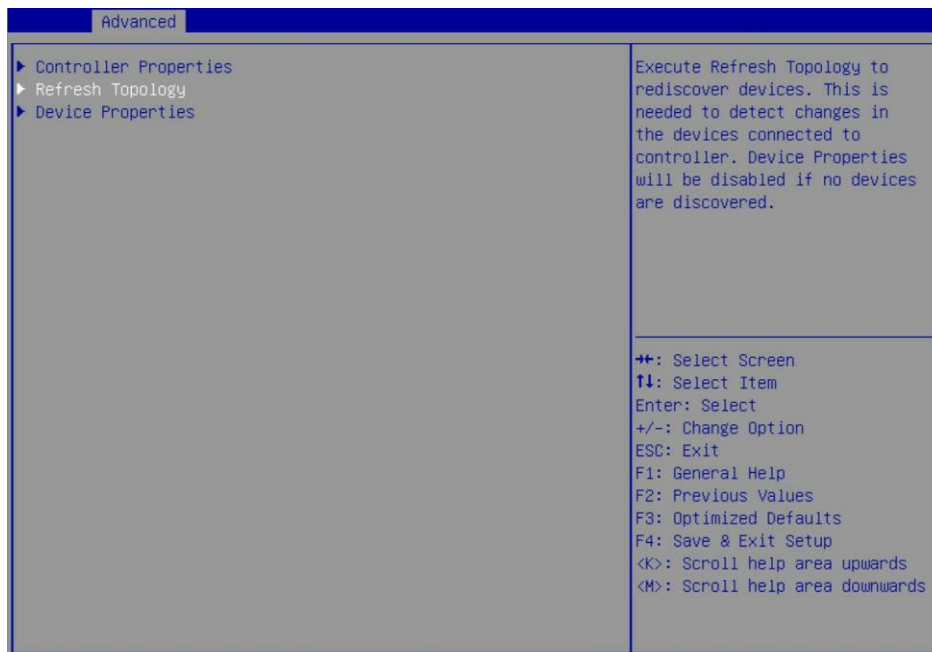 Advanced
Controller Properties
Refresh Topology
Device Properties
Execute Refresh Topology to
rediscover devices. This is
needed to detect changes in
the devices connected to
controller. Device Properties
will be disabled if no devices
are discovered.
→←: Select Screen
↑↓: Select Item
Enter: Select
+/-: Change Option
ESC: Exit
F1: General Help
F2: Previous Values
F3: Optimized Defaults
F4: Save & Exit Setup
<K>: Scroll help area upwards
<M>: Scroll help area downwards